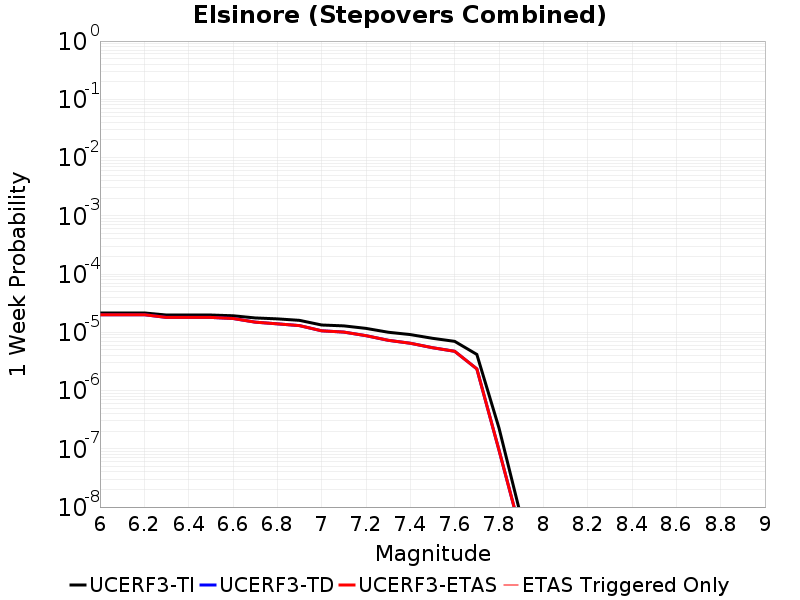 Elsinore (Stepovers Combined)
1 Week Probability
10^0
10^-1
10^-2
10^-3
10^-4
10^-5
10^-6
10^-7
10^-8
6 6.2 6.4 6.6 6.8 7 7.2 7.4 7.6 7.8 8 8.2 8.4 8.6 8.8 9
Magnitude
UCERF3-TI UCERF3-TD UCERF3-ETAS ETAS Triggered Only